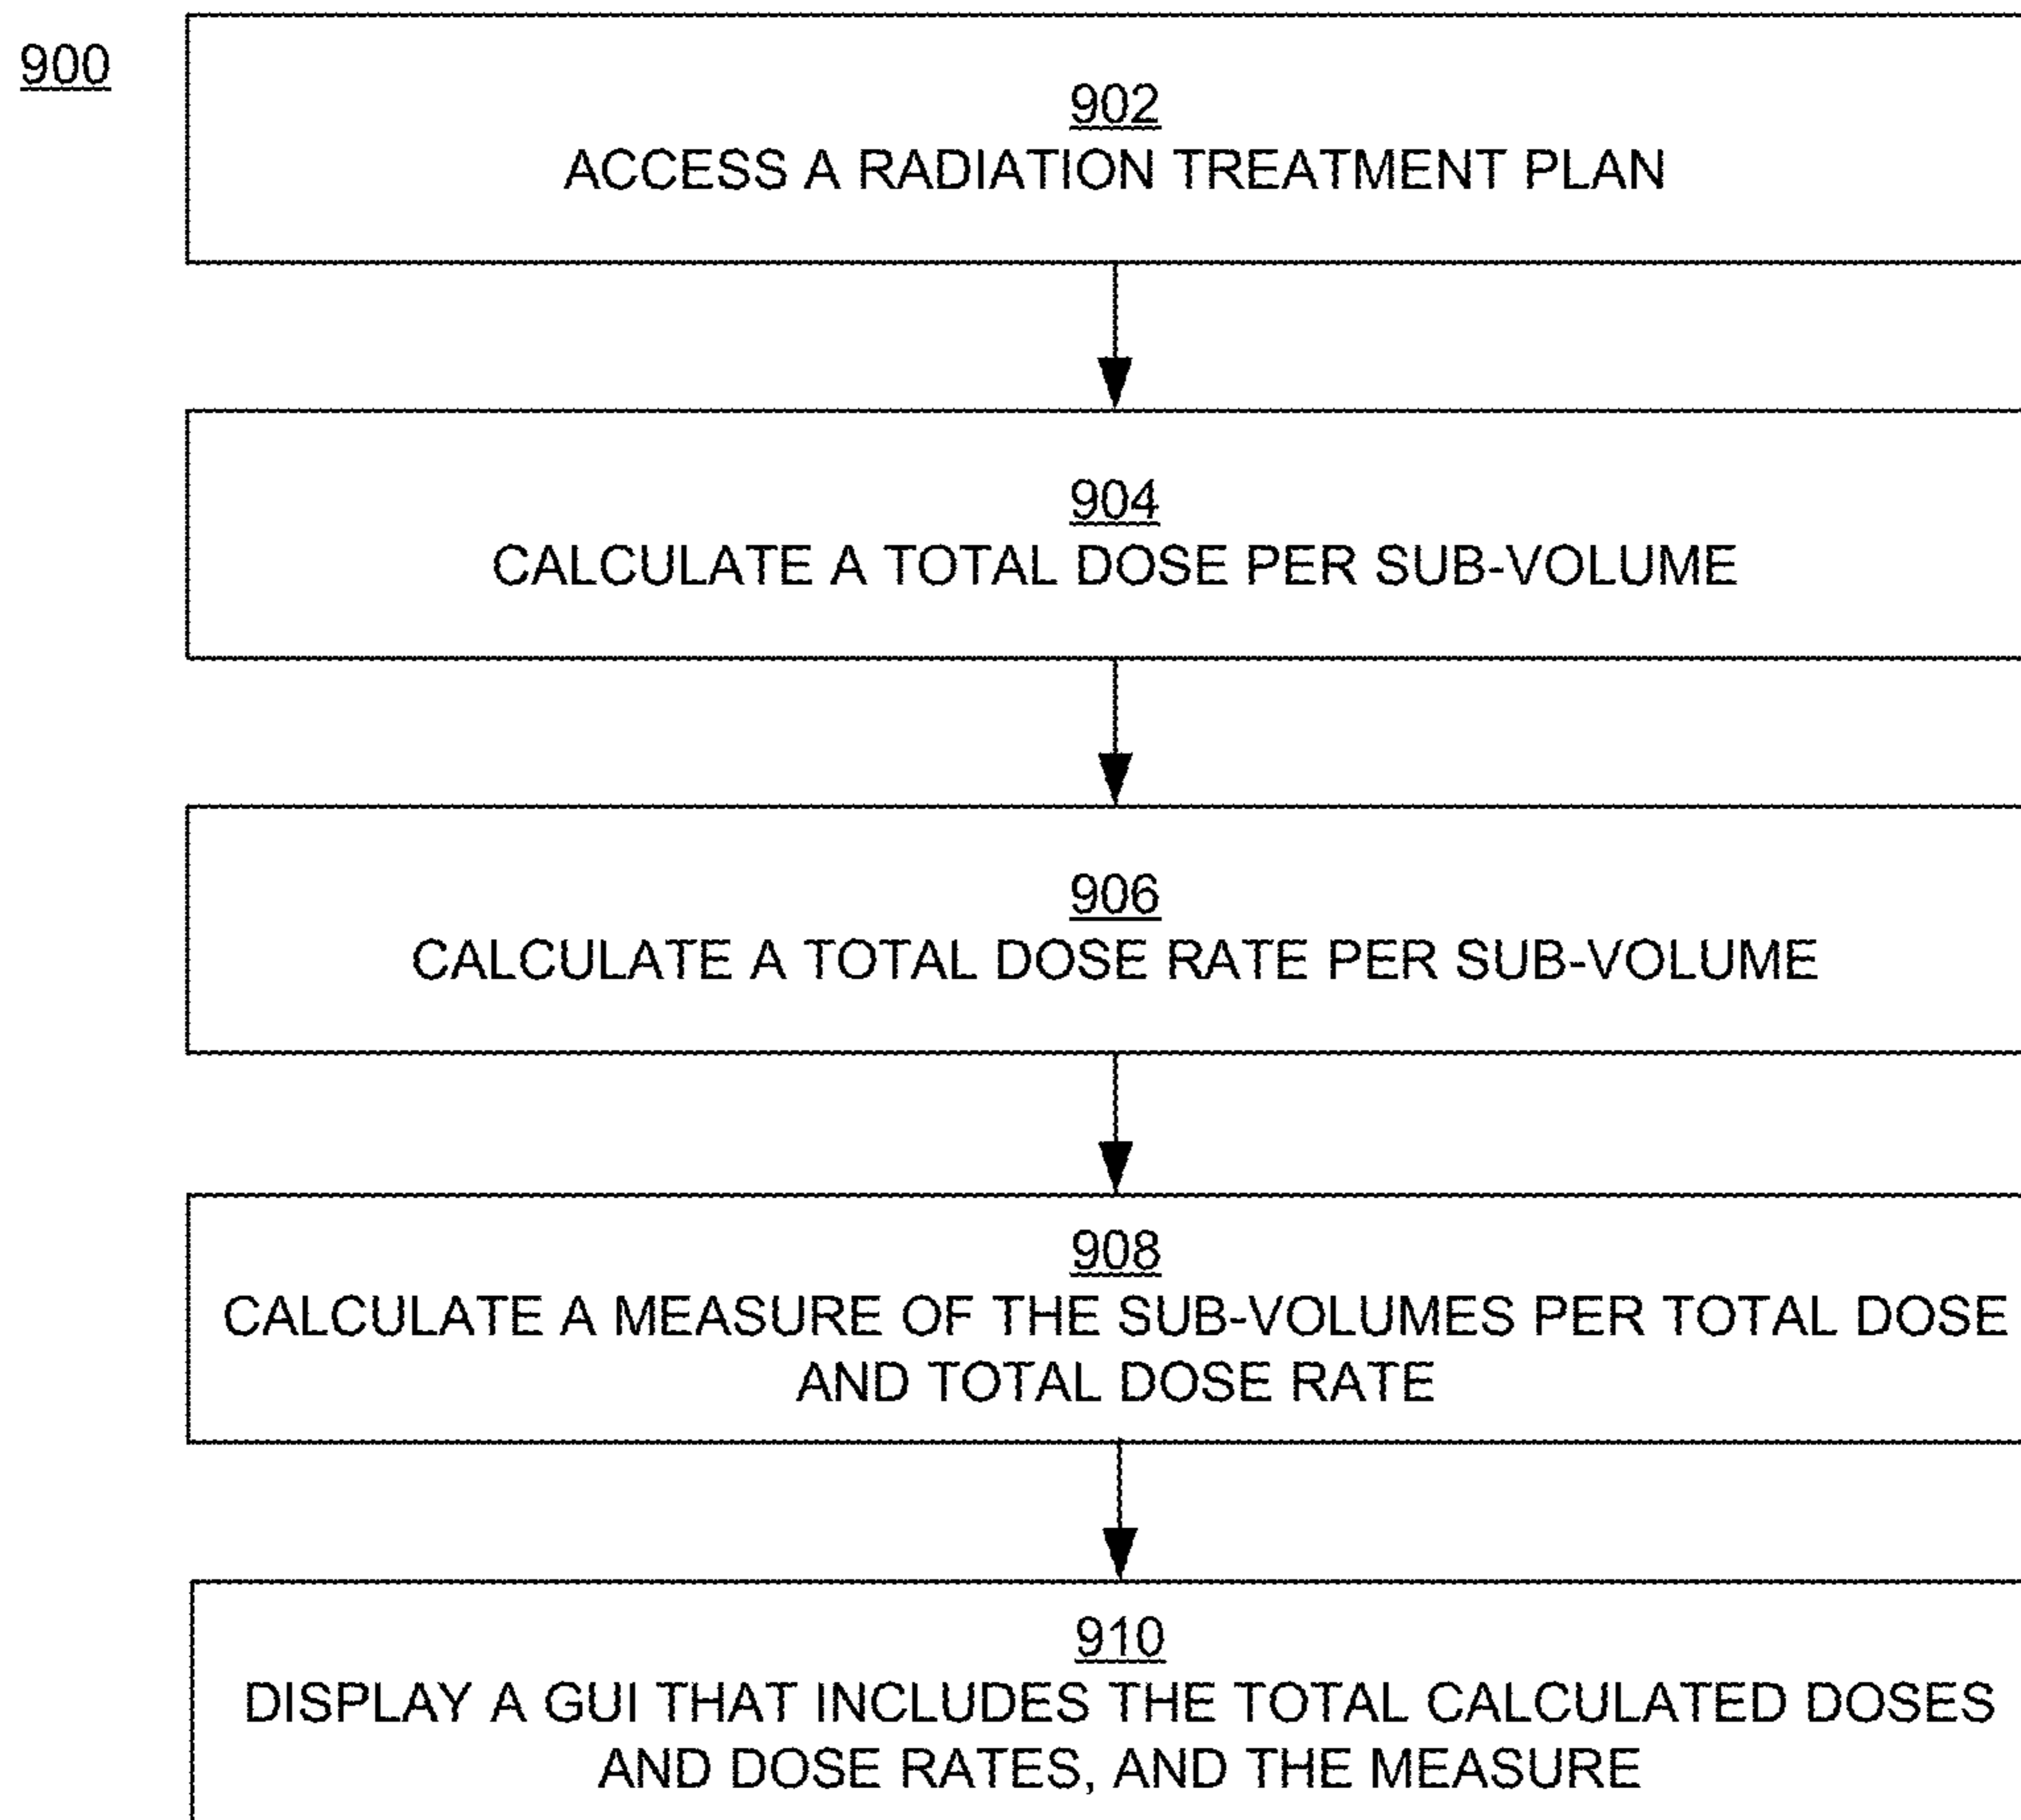 900
902
ACCESS A RADIATION TREATMENT PLAN
904
CALCULATE A TOTAL DOSE PER SUB-VOLUME
906
CALCULATE A TOTAL DOSE RATE PER SUB-VOLUME
908
CALCULATE A MEASURE OF THE SUB-VOLUMES PER TOTAL DOSE
AND TOTAL DOSE RATE
910
DISPLAY A GUI THAT INCLUDES THE TOTAL CALCULATED DOSES
AND DOSE RATES, AND THE MEASURE